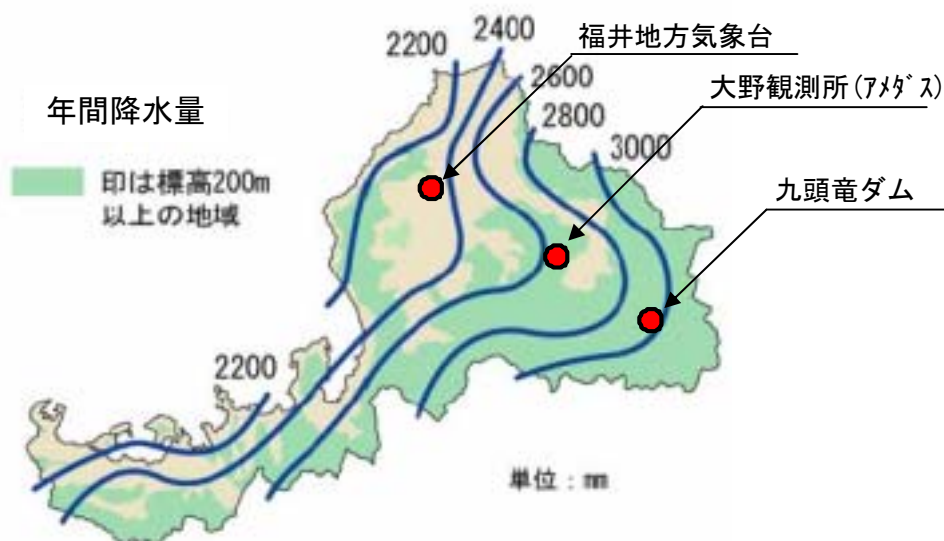 2200
2400
福井地方気象台
2600
大野観測所(ｱﾒﾀﾞｽ)
2800
年間降水量
3000
印は標高200m
以上の地域
九頭竜ダム
2200
単位：mm